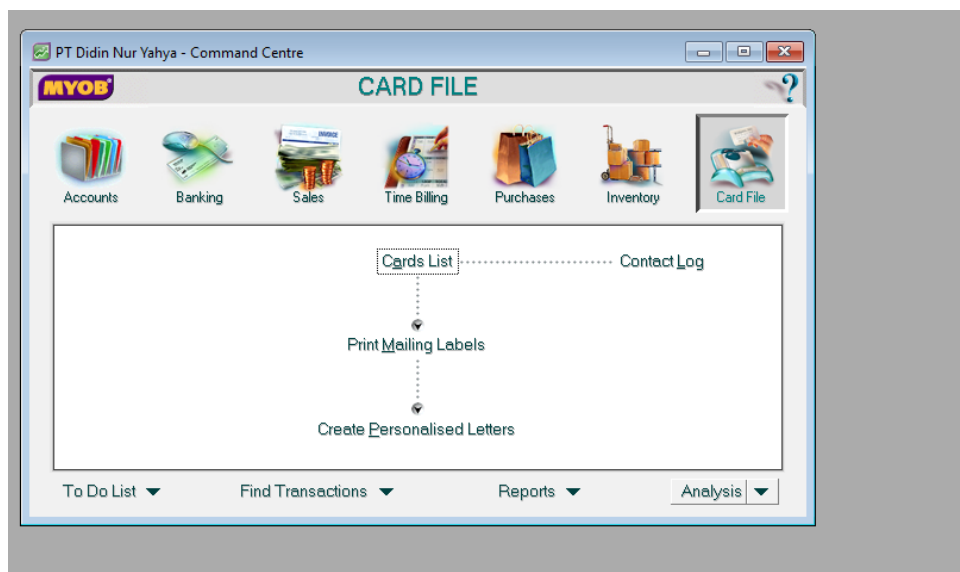 PT Didin Nur Yahya - Command Centre
MYOB CARD FILE ?
INVOICE
Accounts Banking Sales Time Billing Purchases Inventory Card File
Cards List Contact Log
Print Mailing Labels
Create Personalised Letters
To Do List Find Transactions Reports Analysis